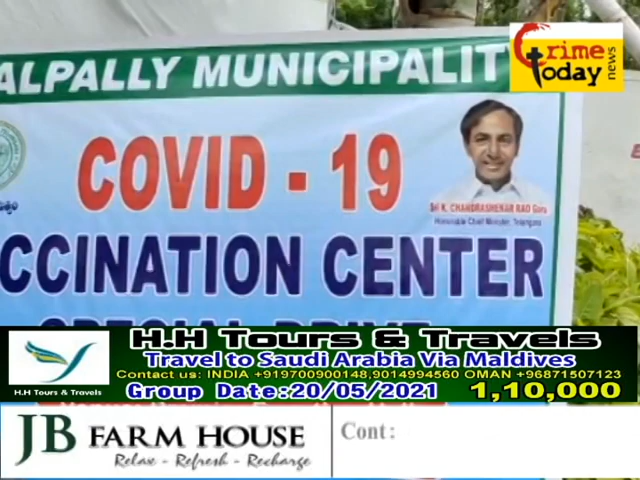 ALPALLY MUNICIPALIT
Crime
today
news
COVID - 19
Sri K. CHANDRASHEKAR RAO Garu
Honorable Chief Minister, Telangana
CCINATION CENTER
H.H Tours & Travels
Travel to Saudi Arabia Via Maldives
Contact us: INDIA +919700900148,9014994560 OMAN +96871507123
H.H Tours & Travels
Group Date:20/05/2021 1,10,000
JB FARM HOUSE
Relax - Refresh - Recharge
Cont: